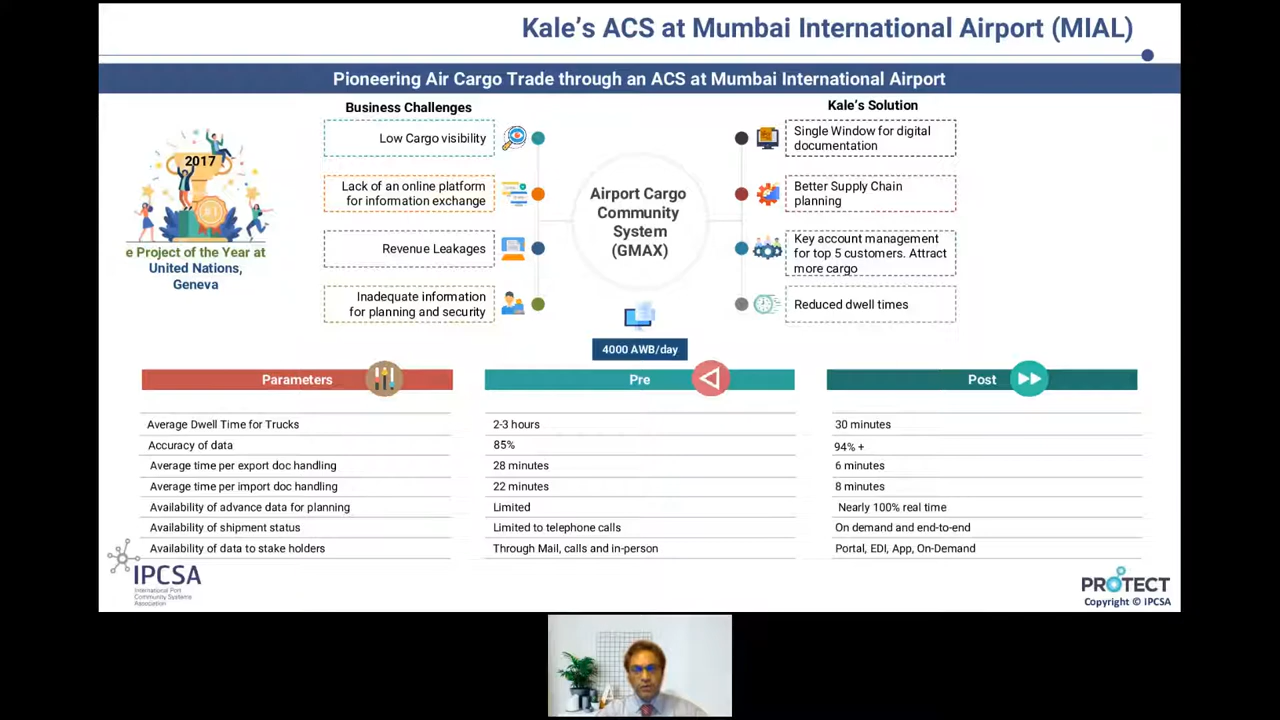 Kale's ACS at Mumbai International Airport (MIAL)
Pioneering Air Cargo Trade through an ACS at Mumbai International Airport
Business Challenges
Kale's Solution
2017
#1
e Project of the Year at
United Nations,
Geneva
Low Cargo visibility
Lack of an online platform
for information exchange
Revenue Leakages
Inadequate information
for planning and security
Airport Cargo
Community
System
(GMAX)
4000 AWB/day
Single Window for digital
documentation
Better Supply Chain
planning
Key account management
for top 5 customers. Attract
more cargo
Reduced dwell times
Parameters Pre Post
Average Dwell Time for Trucks 2-3 hours 30 minutes
Accuracy of data 85% 94% +
Average time per export doc handling 28 minutes 6 minutes
Average time per import doc handling 22 minutes 8 minutes
Availability of advance data for planning Limited Nearly 100% real time
Availability of shipment status Limited to telephone calls On demand and end-to-end
Availability of data to stake holders Through Mail, calls and in-person Portal, EDI, App, On-Demand
IPCSA
International Port
Community Systems
Association
PROTECT
Copyright © IPCSA